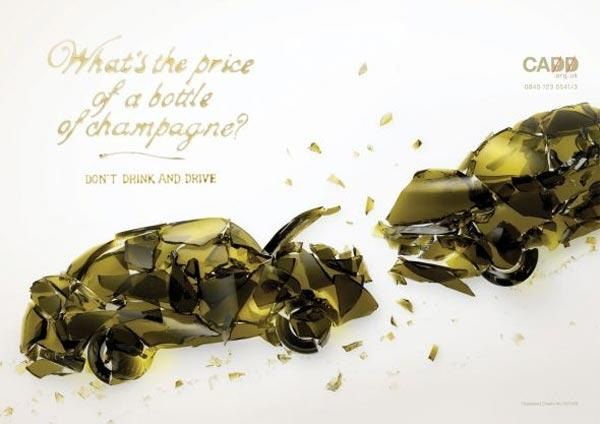 What's the price
of a bottle
of champagne?
DON'T DRINK AND DRIVE
CADD
.org.uk
0845 123 5541/3